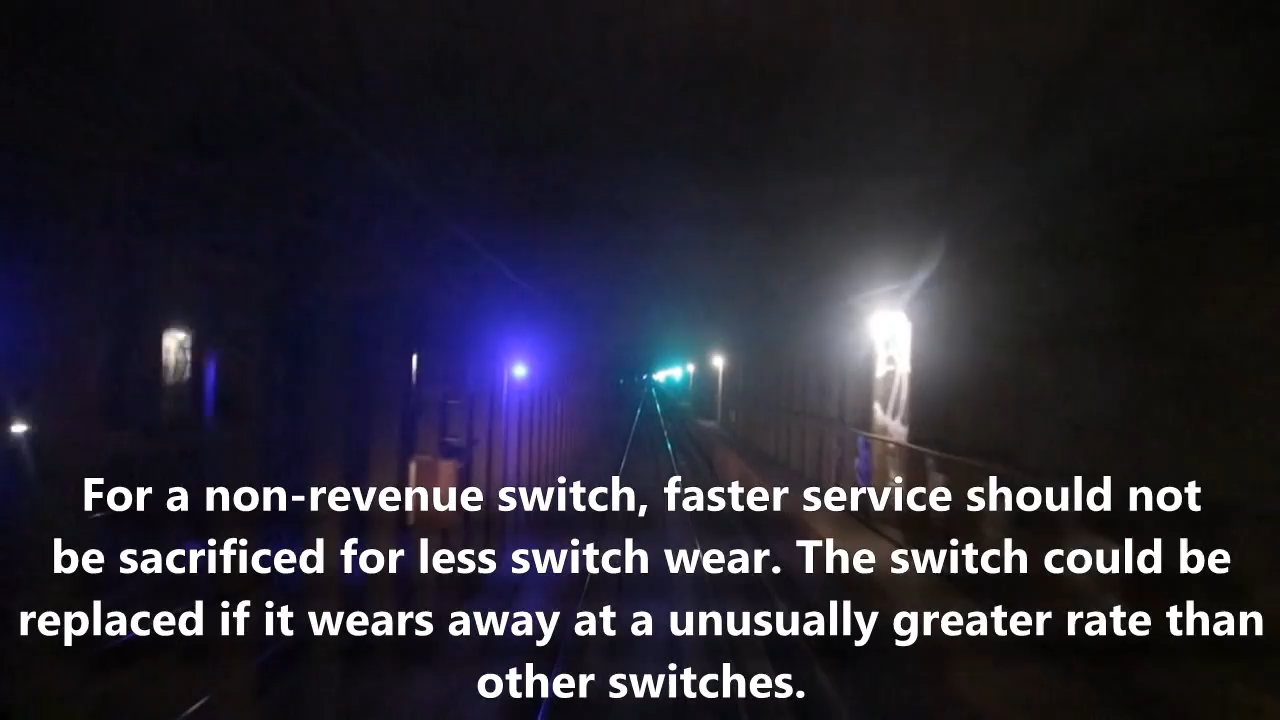 For a non-revenue switch, faster service should not
be sacrificed for less switch wear. The switch could be
replaced if it wears away at a unusually greater rate than
other switches.